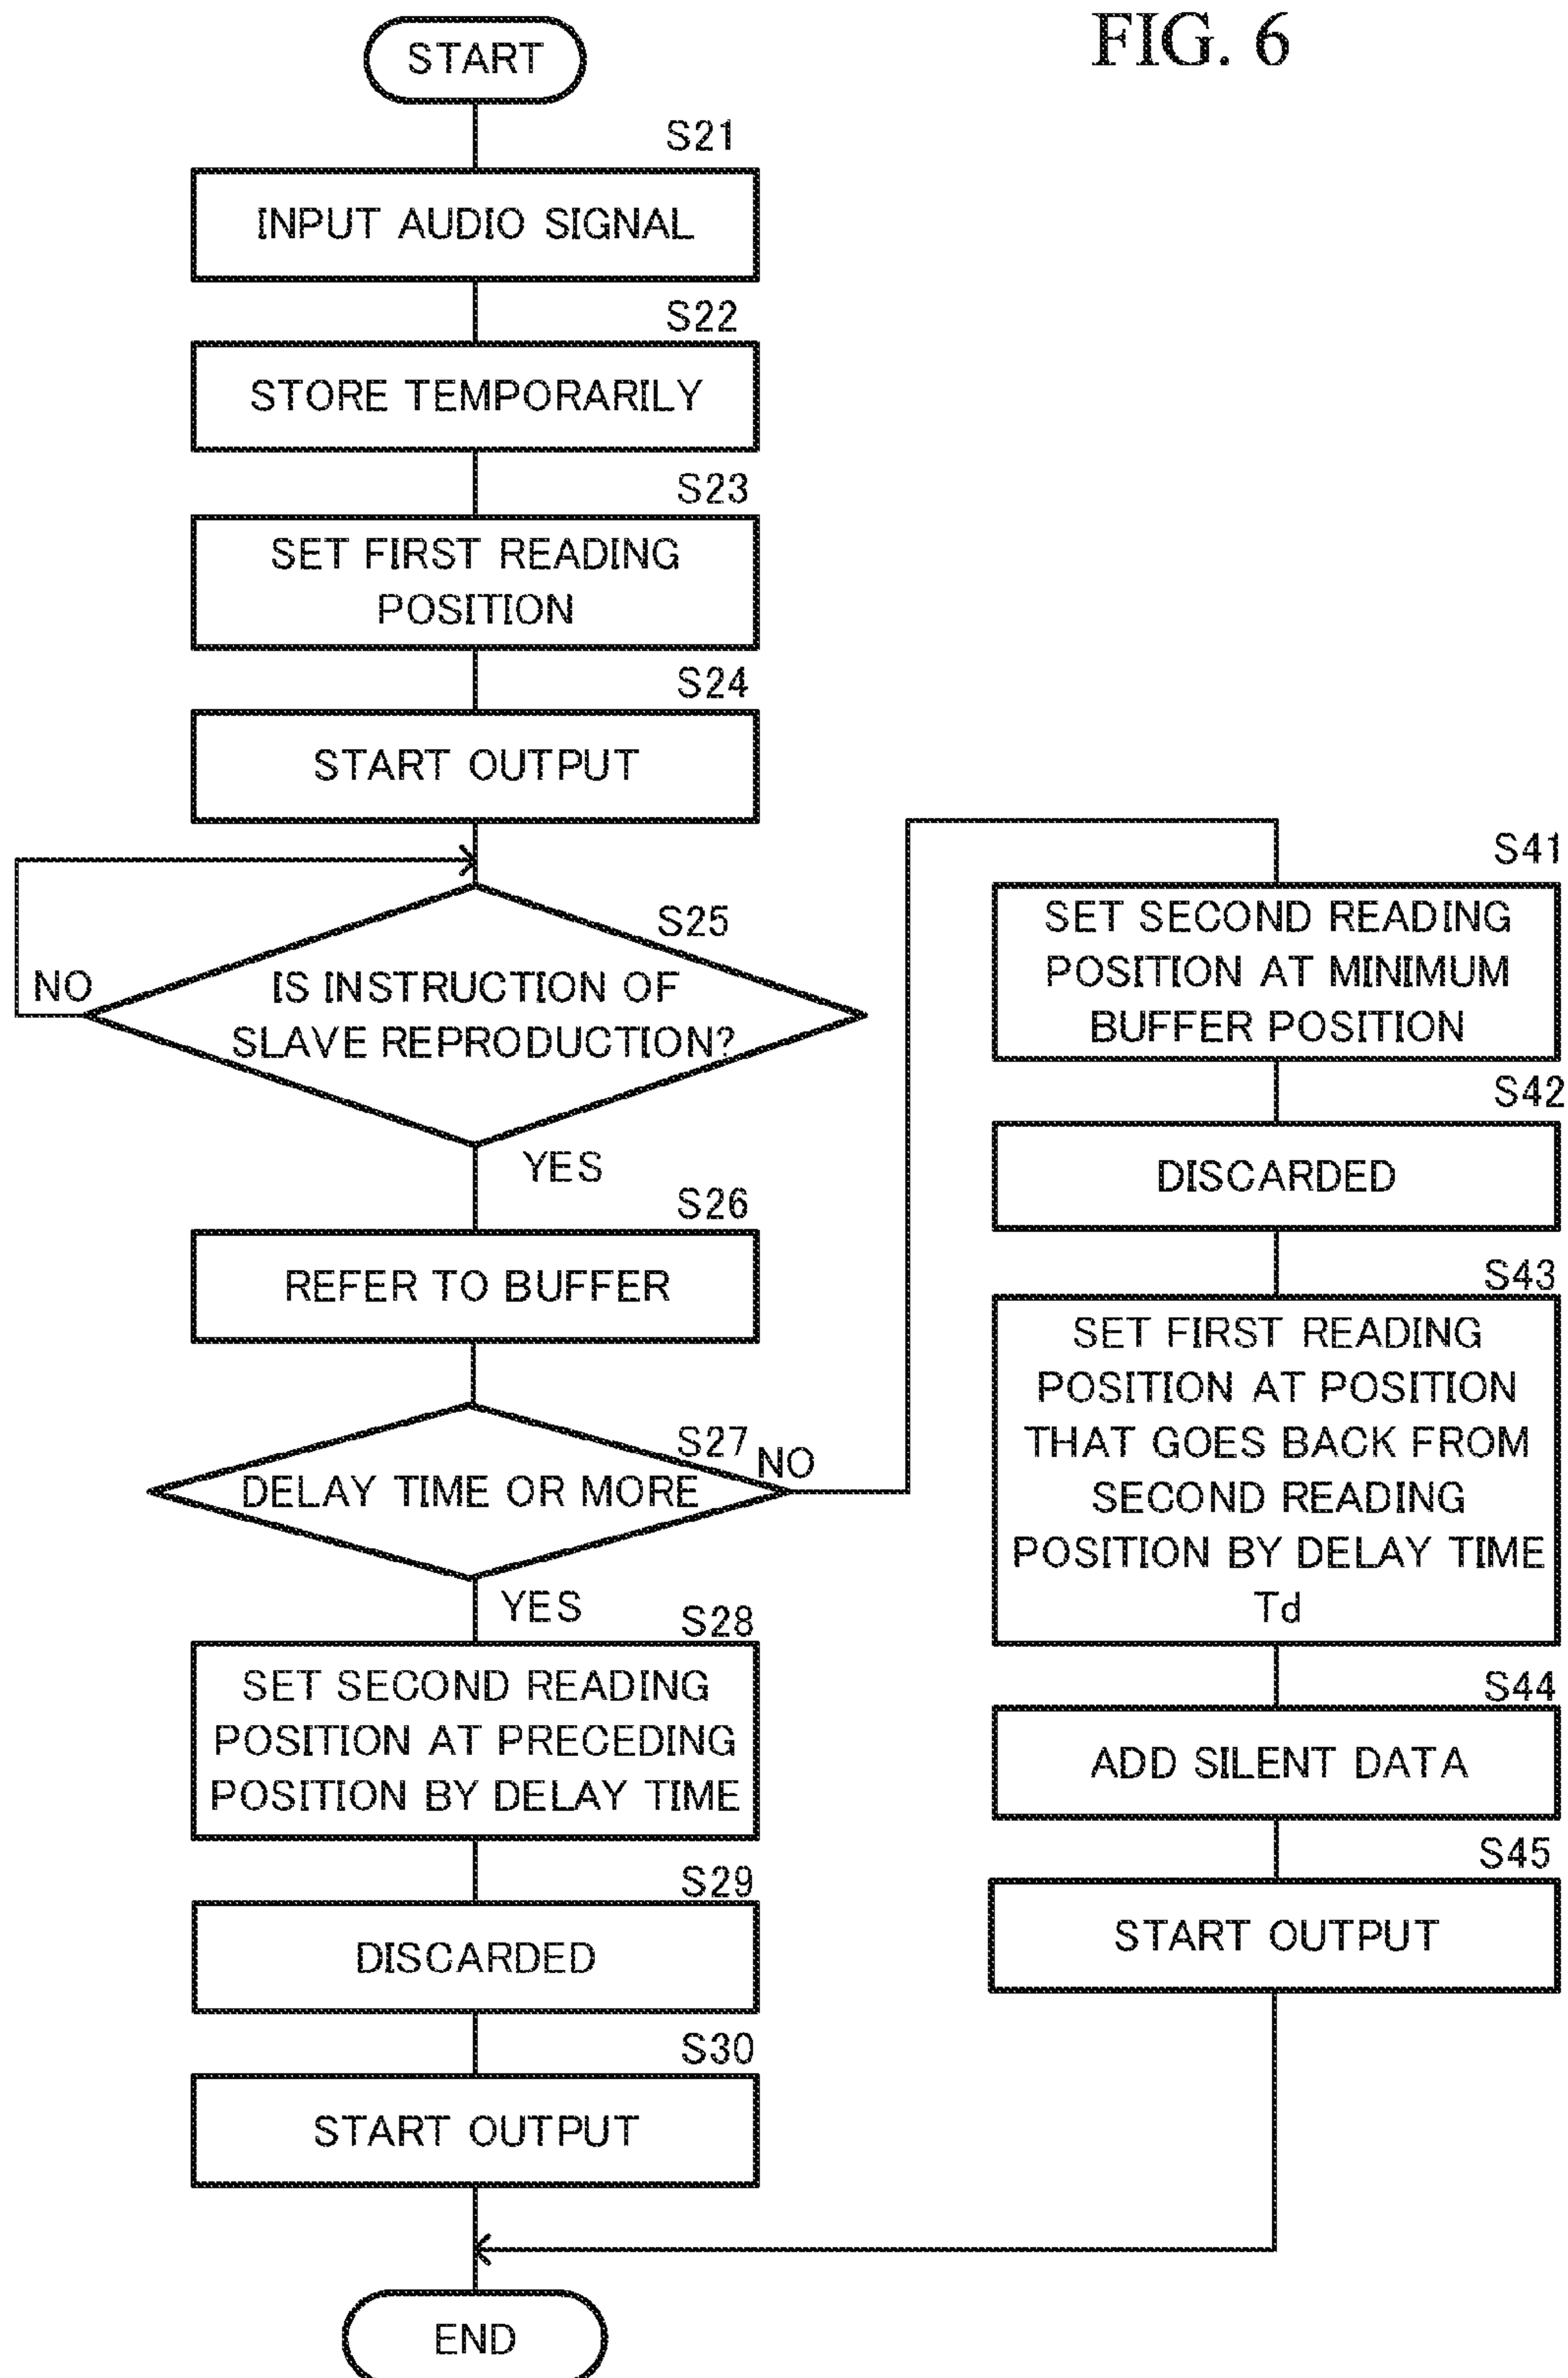 FIG. 6
START
S21
INPUT AUDIO SIGNAL
S22
STORE TEMPORARILY
S23
SET FIRST READING
POSITION
S24
START OUTPUT
S25
NO
IS INSTRUCTION OF
SLAVE REPRODUCTION?
YES
S26
REFER TO BUFFER
S27
NO
DELAY TIME OR MORE
YES
S28
SET SECOND READING
POSITION AT PRECEDING
POSITION BY DELAY TIME
S29
DISCARDED
S30
START OUTPUT
S41
SET SECOND READING
POSITION AT MINIMUM
BUFFER POSITION
S42
DISCARDED
S43
SET FIRST READING
POSITION AT POSITION
THAT GOES BACK FROM
SECOND READING
POSITION BY DELAY TIME
Td
S44
ADD SILENT DATA
S45
START OUTPUT
END